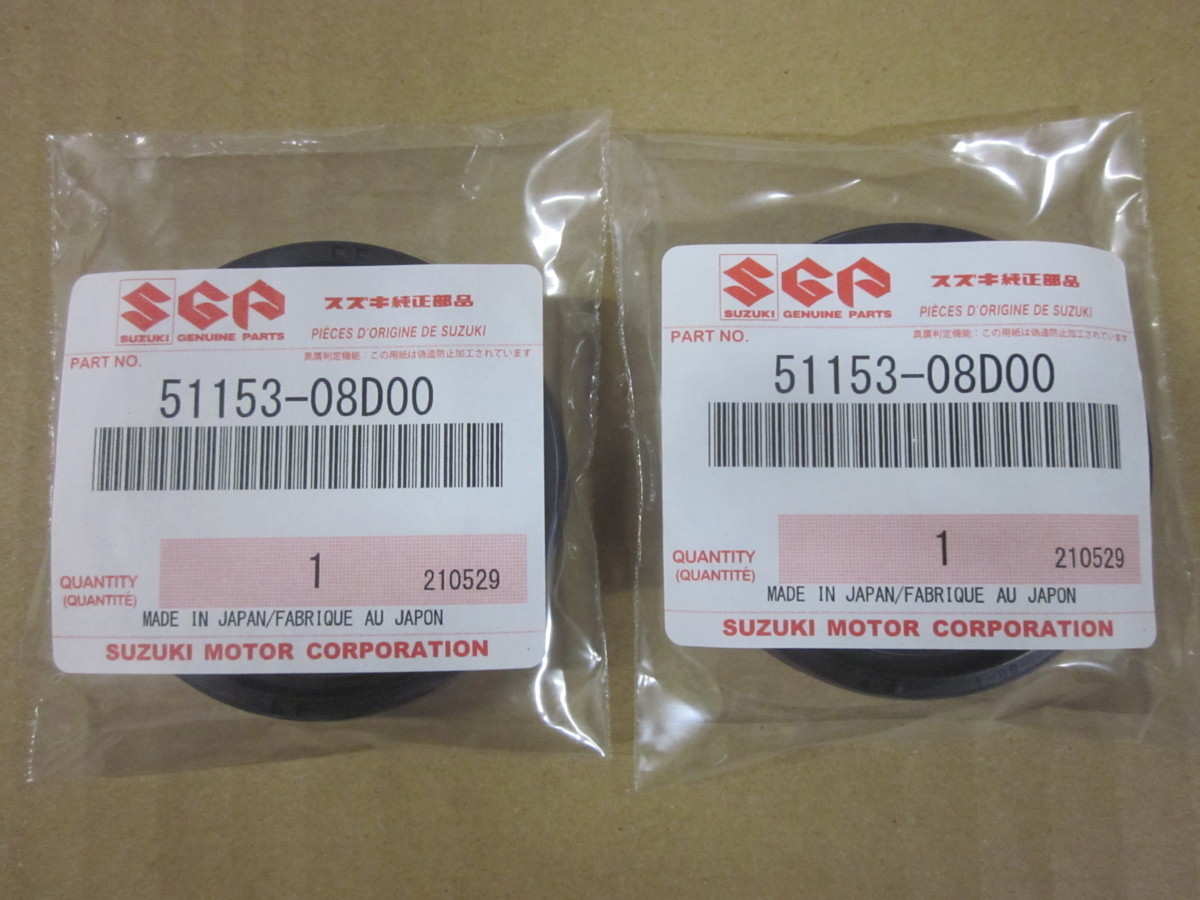 SGP
スズキ純正部品
SUZUKI GENUINE PARTS
PIÈCES D'ORIGINE DE SUZUKI
PART NO.
真贋判定機能:この用紙は偽造防止加工されています
51153-08D00
QUANTITY
(QUANTITÉ)
1
210529
MADE IN JAPAN/FABRIQUE AU JAPON
SUZUKI MOTOR CORPORATION
SGP
スズキ純正部品
SUZUKI GENUINE PARTS
PIÈCES D'ORIGINE DE SUZUKI
PART NO.
真贋判定機能:この用紙は偽造防止加工されています
51153-08D00
QUANTITY
(QUANTITÉ)
1
210529
MADE IN JAPAN/FABRIQUE AU JAPON
SUZUKI MOTOR CORPORATION